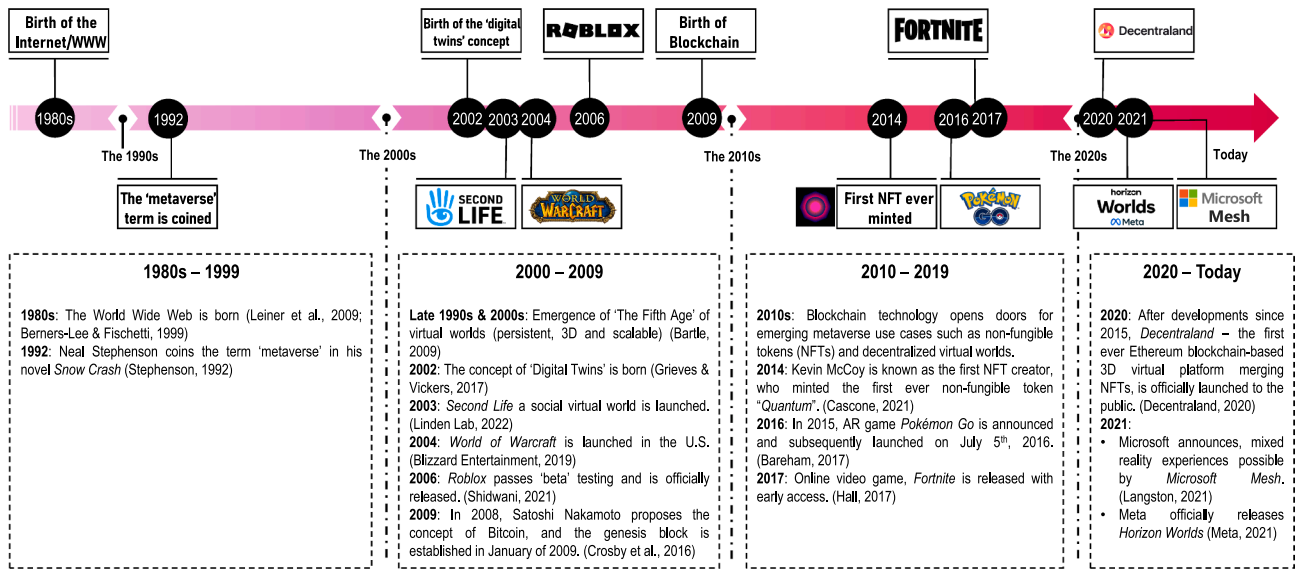 Birth of the
Internet/WWW
Birth of the 'digital
twins' concept
ROBLOX
Birth of
Blockchain
FORTNITE
Decentraland
1980s
1992
2002
2003
2004
2006
2009
2014
2016
2017
2020
2021
The 1990s
The 2000s
The 2010s
The 2020s
Today
The 'metaverse'
term is coined
SECOND
LIFE
WORLD
OF
WARCRAFT
First NFT ever
minted
POKÉMON
GO
horizon
Worlds
Meta
Microsoft
Mesh
1980s – 1999
1980s: The World Wide Web is born (Leiner et al., 2009;
Berners-Lee & Fischetti, 1999)
1992: Neal Stephenson coins the term 'metaverse' in his
novel Snow Crash (Stephenson, 1992)
2000 – 2009
Late 1990s & 2000s: Emergence of 'The Fifth Age' of
virtual worlds (persistent, 3D and scalable) (Bartle,
2009)
2002: The concept of 'Digital Twins' is born (Grieves &
Vickers, 2017)
2003: Second Life a social virtual world is launched.
(Linden Lab, 2022)
2004: World of Warcraft is launched in the U.S.
(Blizzard Entertainment, 2019)
2006: Roblox passes 'beta' testing and is officially
released. (Shidwani, 2021)
2009: In 2008, Satoshi Nakamoto proposes the
concept of Bitcoin, and the genesis block is
established in January of 2009. (Crosby et al., 2016)
2010 – 2019
2010s: Blockchain technology opens doors for
emerging metaverse use cases such as non-fungible
tokens (NFTs) and decentralized virtual worlds.
2014: Kevin McCoy is known as the first NFT creator,
who minted the first ever non-fungible token
"Quantum". (Cascone, 2021)
2016: In 2015, AR game Pokémon Go is announced
and subsequently launched on July 5th, 2016.
(Bareham, 2017)
2017: Online video game, Fortnite is released with
early access. (Hall, 2017)
2020 – Today
2020: After developments since
2015, Decentraland – the first
ever Ethereum blockchain-based
3D virtual platform merging
NFTs, is officially launched to the
public. (Decentraland, 2020)
2021:
• Microsoft announces, mixed
reality experiences possible
by Microsoft Mesh.
(Langston, 2021)
• Meta officially releases
Horizon Worlds (Meta, 2021)